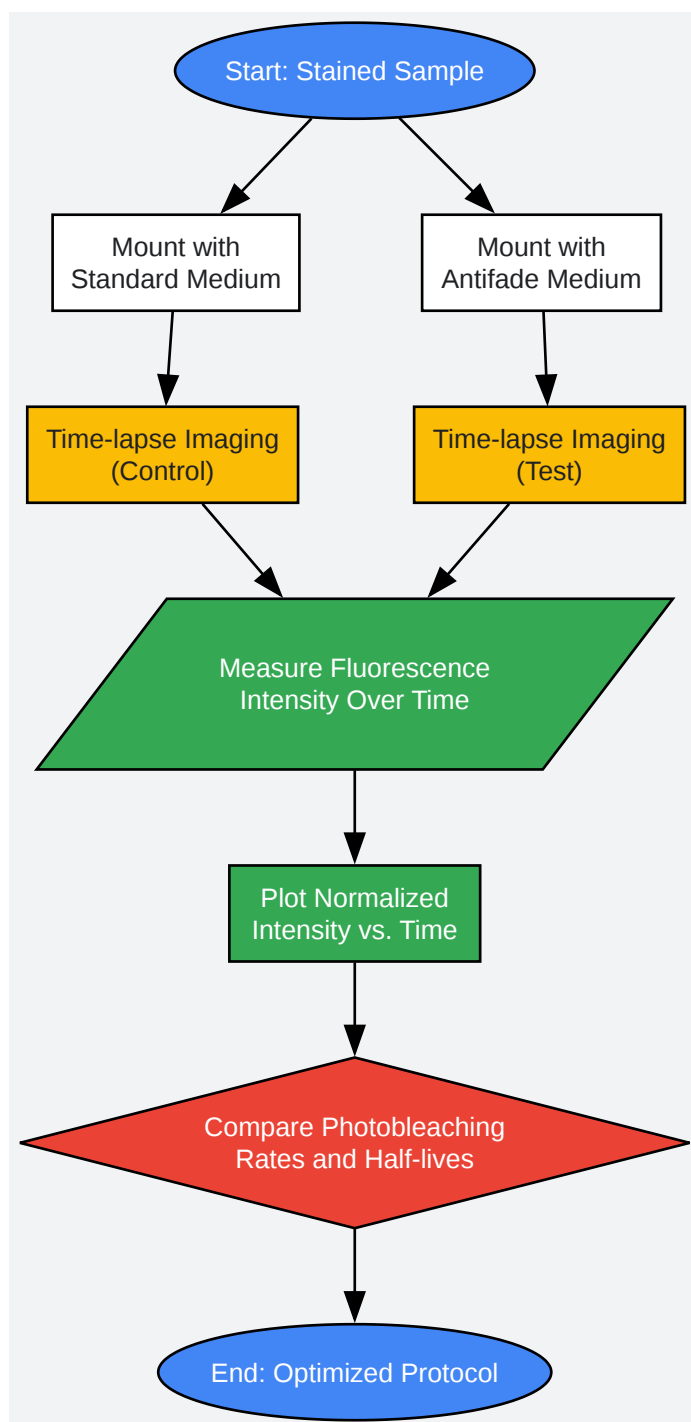 Start: Stained Sample
Mount with
Standard Medium
Mount with
Antifade Medium
Time-lapse Imaging
(Control)
Time-lapse Imaging
(Test)
Measure Fluorescence
Intensity Over Time
Plot Normalized
Intensity vs. Time
Compare Photobleaching
Rates and Half-lives
End: Optimized Protocol